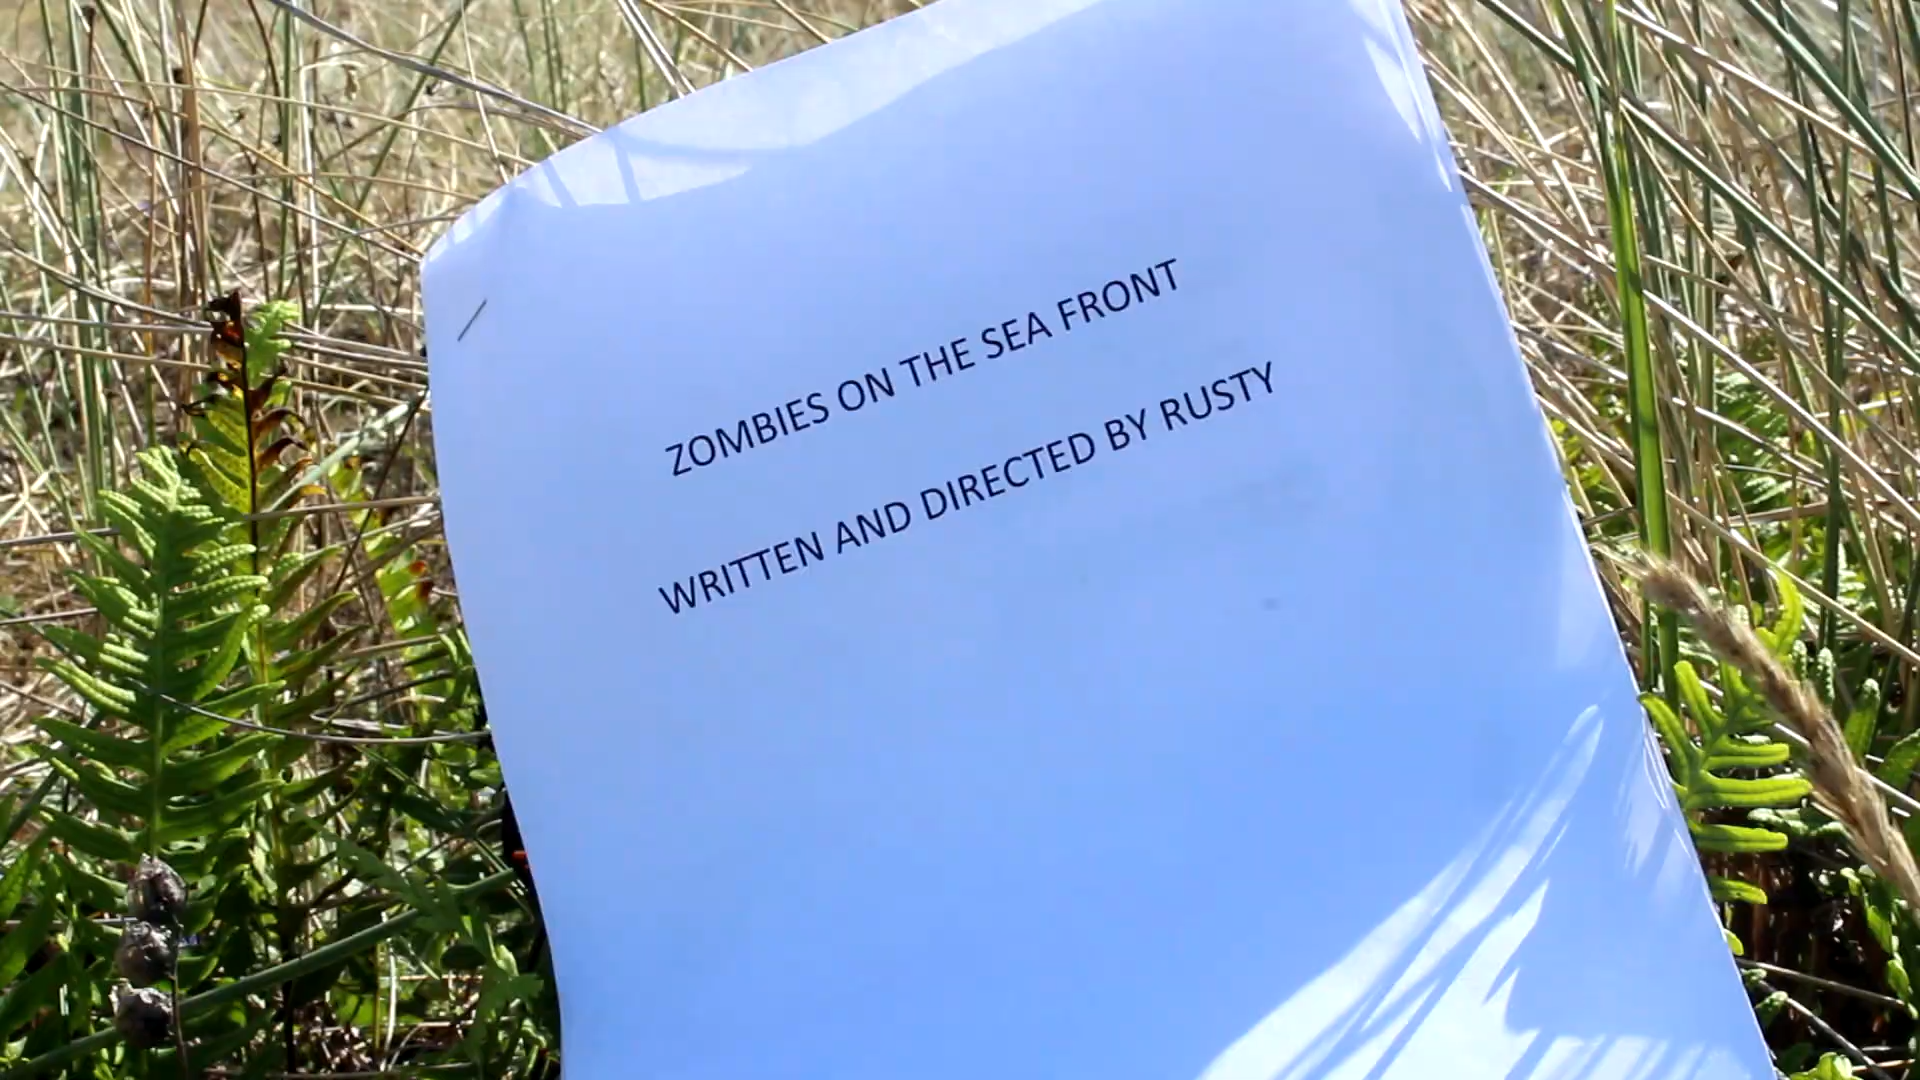 ZOMBIES ON THE SEA FRONT
WRITTEN AND DIRECTED BY RUSTY